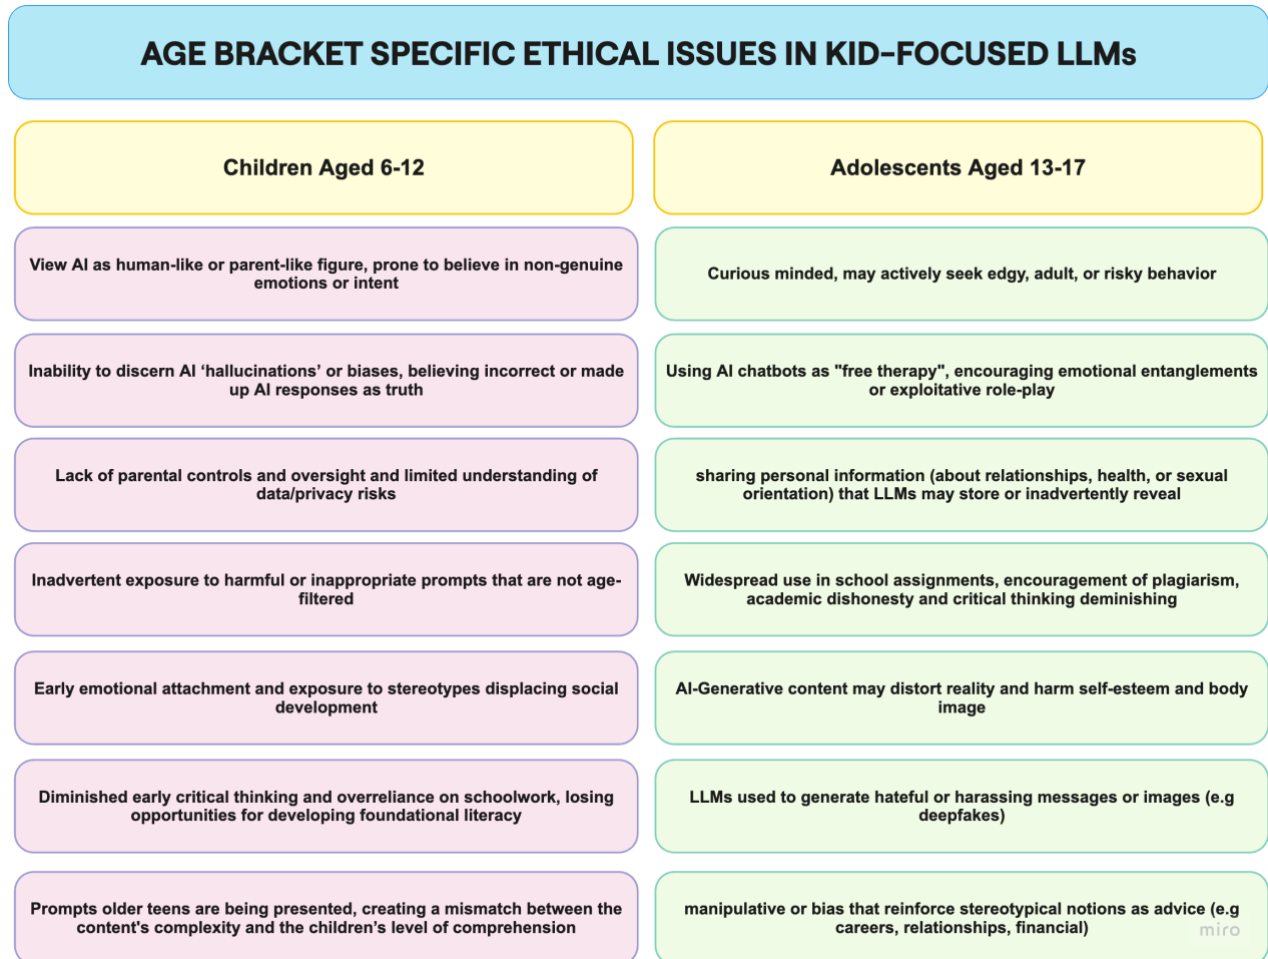 AGE BRACKET SPECIFIC ETHICAL ISSUES IN KID-FOCUSED LLMs
Children Aged 6-12
View AI as human-like or parent-like figure, prone to believe in non-genuine
emotions or intent
Inability to discern AI ‘hallucinations’ or biases, believing incorrect or made
up AI responses as truth
Lack of parental controls and oversight and limited understanding of
data/privacy risks
Inadvertent exposure to harmful or inappropriate prompts that are not age-
filtered
Early emotional attachment and exposure to stereotypes displacing social
development
Diminished early critical thinking and overreliance on schoolwork, losing
opportunities for developing foundational literacy
Prompts older teens are being presented, creating a mismatch between the
content's complexity and the children’s level of comprehension
Adolescents Aged 13-17
Curious minded, may actively seek edgy, adult, or risky behavior
Using AI chatbots as "free therapy", encouraging emotional entanglements
or exploitative role-play
sharing personal information (about relationships, health, or sexual
orientation) that LLMs may store or inadvertently reveal
Widespread use in school assignments, encouragement of plagiarism,
academic dishonesty and critical thinking deminishing
AI-Generative content may distort reality and harm self-esteem and body
image
LLMs used to generate hateful or harassing messages or images (e.g
deepfakes)
manipulative or bias that reinforce stereotypical notions as advice (e.g
careers, relationships, financial)
miro